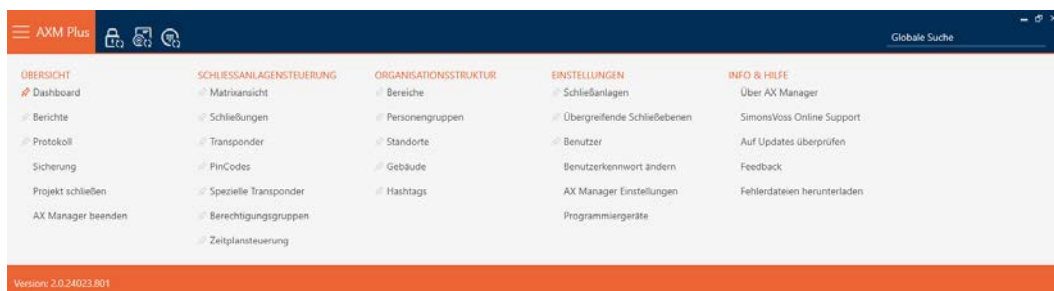 AXM Plus
Globale Suche
ÜBERSICHT
Dashboard
Berichte
Protokoll
Sicherung
Projekt schließen
AX Manager beenden
SCHLIESSANLAGENSTEUERUNG
Matrixansicht
Schließungen
Transponder
PinCodes
Spezielle Transponder
Berechtigungsgruppen
Zeitplansteuerung
ORGANISATIONSSTRUKTUR
Bereiche
Personengruppen
Standorte
Gebäude
Hashtags
EINSTELLUNGEN
Schließanlagen
Übergreifende Schließebenen
Benutzer
Benutzerkennwort ändern
AX Manager Einstellungen
Programmiergeräte
INFO & HILFE
Über AX Manager
SimonsVoss Online Support
Auf Updates überprüfen
Feedback
Fehlerdateien herunterladen
Version: 2.0.24023.801